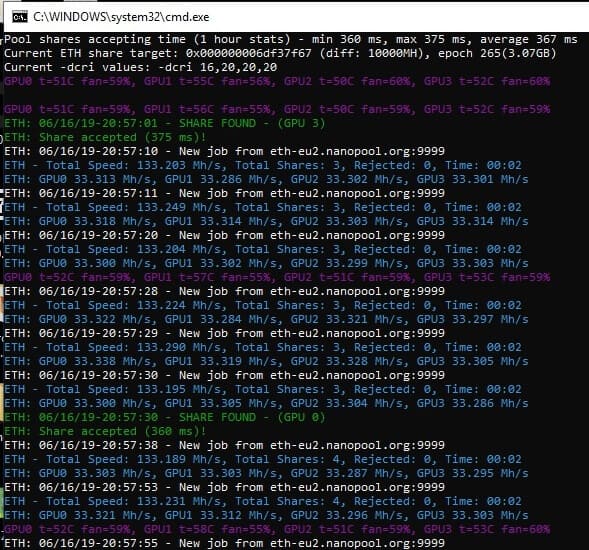 C:\WINDOWS\system32\cmd.exe
Pool shares accepting time (1 hour stats) - min 360 ms, max 375 ms, average 367 ms
Current ETH share target: 0x000000006df37f67 (diff: 10000MH), epoch 265(3.07GB)
Current -dcri values: -dcri 16,20,20,20
GPU0 t=51C fan=59%, GPU1 t=55C fan=56%, GPU2 t=50C fan=60%, GPU3 t=52C fan=60%
GPU0 t=51C fan=59%, GPU1 t=56C fan=55%, GPU2 t=50C fan=59%, GPU3 t=52C fan=59%
ETH: 06/16/19-20:57:01 - SHARE FOUND - (GPU 3)
ETH: Share accepted (375 ms)!
ETH: 06/16/19-20:57:10 - New job from eth-eu2.nanopool.org:9999
ETH - Total Speed: 133.203 Mh/s, Total Shares: 3, Rejected: 0, Time: 00:02
ETH: GPU0 33.313 Mh/s, GPU1 33.286 Mh/s, GPU2 33.302 Mh/s, GPU3 33.301 Mh/s
ETH: 06/16/19-20:57:11 - New job from eth-eu2.nanopool.org:9999
ETH - Total Speed: 133.249 Mh/s, Total Shares: 3, Rejected: 0, Time: 00:02
ETH: GPU0 33.318 Mh/s, GPU1 33.314 Mh/s, GPU2 33.303 Mh/s, GPU3 33.314 Mh/s
ETH: 06/16/19-20:57:20 - New job from eth-eu2.nanopool.org:9999
ETH - Total Speed: 133.204 Mh/s, Total Shares: 3, Rejected: 0, Time: 00:02
ETH: GPU0 33.300 Mh/s, GPU1 33.302 Mh/s, GPU2 33.299 Mh/s, GPU3 33.303 Mh/s
GPU0 t=52C fan=59%, GPU1 t=57C fan=55%, GPU2 t=51C fan=59%, GPU3 t=53C fan=59%
ETH: 06/16/19-20:57:28 - New job from eth-eu2.nanopool.org:9999
ETH - Total Speed: 133.224 Mh/s, Total Shares: 3, Rejected: 0, Time: 00:02
ETH: GPU0 33.322 Mh/s, GPU1 33.284 Mh/s, GPU2 33.321 Mh/s, GPU3 33.297 Mh/s
ETH: 06/16/19-20:57:29 - New job from eth-eu2.nanopool.org:9999
ETH - Total Speed: 133.290 Mh/s, Total Shares: 3, Rejected: 0, Time: 00:02
ETH: GPU0 33.338 Mh/s, GPU1 33.319 Mh/s, GPU2 33.328 Mh/s, GPU3 33.305 Mh/s
ETH: 06/16/19-20:57:30 - New job from eth-eu2.nanopool.org:9999
ETH - Total Speed: 133.195 Mh/s, Total Shares: 3, Rejected: 0, Time: 00:02
ETH: GPU0 33.300 Mh/s, GPU1 33.305 Mh/s, GPU2 33.304 Mh/s, GPU3 33.286 Mh/s
ETH: 06/16/19-20:57:30 - SHARE FOUND - (GPU 0)
ETH: Share accepted (360 ms)!
ETH: 06/16/19-20:57:38 - New job from eth-eu2.nanopool.org:9999
ETH - Total Speed: 133.189 Mh/s, Total Shares: 4, Rejected: 0, Time: 00:02
ETH: GPU0 33.303 Mh/s, GPU1 33.303 Mh/s, GPU2 33.287 Mh/s, GPU3 33.295 Mh/s
ETH: 06/16/19-20:57:53 - New job from eth-eu2.nanopool.org:9999
ETH - Total Speed: 133.231 Mh/s, Total Shares: 4, Rejected: 0, Time: 00:02
ETH: GPU0 33.321 Mh/s, GPU1 33.312 Mh/s, GPU2 33.296 Mh/s, GPU3 33.303 Mh/s
GPU0 t=52C fan=59%, GPU1 t=58C fan=55%, GPU2 t=51C fan=59%, GPU3 t=53C fan=60%
ETH: 06/16/19-20:57:55 - New job from eth-eu2.nanopool.org:9999